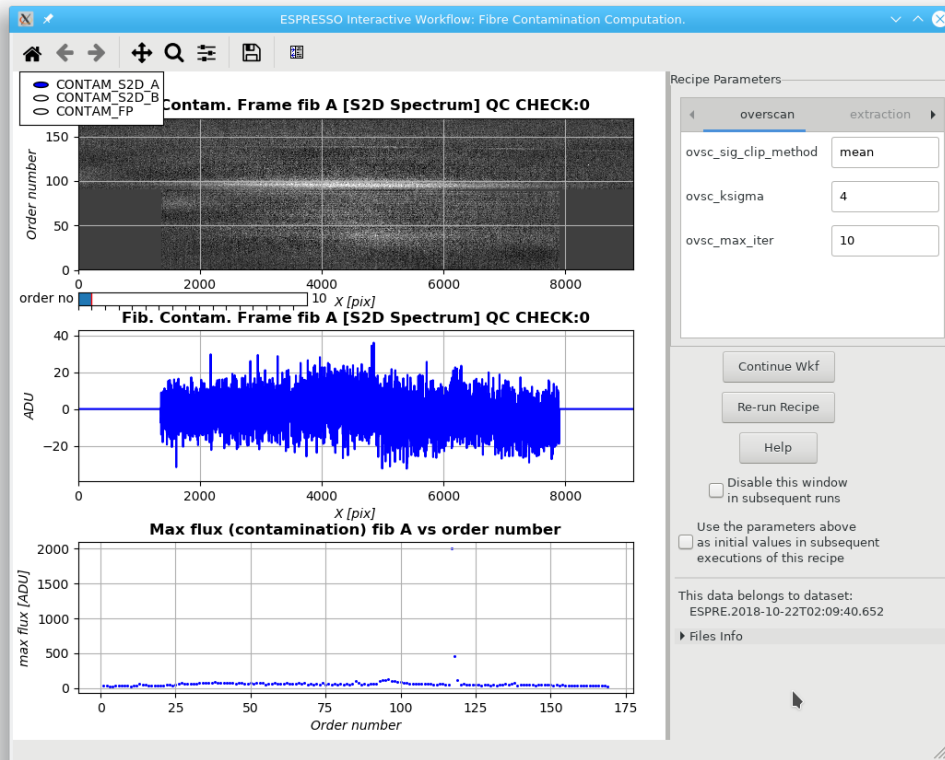 ESPRESSO Interactive Workflow: Fibre Contamination Computation.
CONTAM_S2D_A
CONTAM_S2D_B
CONTAM_FP
Contam. Frame fib A [S2D Spectrum] QC CHECK:0
Order number
150
100
50
0
0 2000 4000 6000 8000
X [pix]
order no
10
Fib. Contam. Frame fib A [S2D Spectrum] QC CHECK:0
ADU
40
20
0
−20
0 2000 4000 6000 8000
X [pix]
Max flux (contamination) fib A vs order number
max flux [ADU]
2000
1500
1000
500
0
0 25 50 75 100 125 150 175
Order number
Recipe Parameters
overscan extraction
ovsc_sig_clip_method mean
ovsc_ksigma 4
ovsc_max_iter 10
Continue Wkf
Re-run Recipe
Help
Disable this window
in subsequent runs
Use the parameters above
as initial values in subsequent
executions of this recipe
This data belongs to dataset:
ESPRE.2018-10-22T02:09:40.652
Files Info